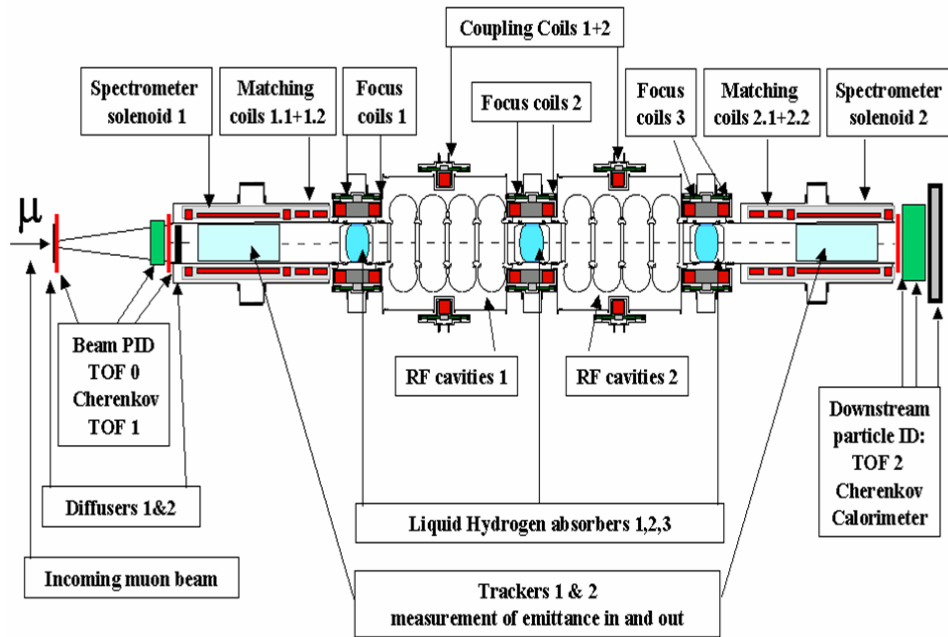 Coupling Coils 1+2
Spectrometer
solenoid 1
Matching
coils 1.1+1.2
Focus
coils 1
Focus coils 2
Focus
coils 3
Matching
coils 2.1+2.2
Spectrometer
solenoid 2
μ
Beam PID
TOF 0
Cherenkov
TOF 1
RF cavities 1
RF cavities 2
Downstream
particle ID:
TOF 2
Cherenkov
Calorimeter
Diffusers 1&2
Liquid Hydrogen absorbers 1,2,3
Incoming muon beam
Trackers 1 & 2
measurement of emittance in and out